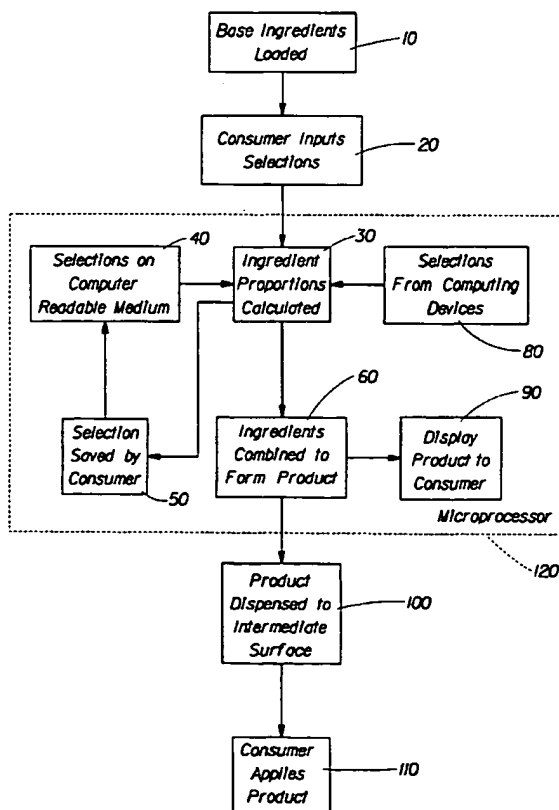 Base Ingredients
Loaded
10
Consumer Inputs
Selections
20
40
Selections on
Computer
Readable Medium
30
Ingredient
Proportions
Calculated
Selections
From Computing
Devices
80
60
90
Selection
Saved by
Consumer
50
Ingredients
Combined to
Form Product
Display
Product to
Consumer
Microprocessor
120
Product
Dispensed to
Intermediate
Surface
100
Consumer
Applies
Product
110